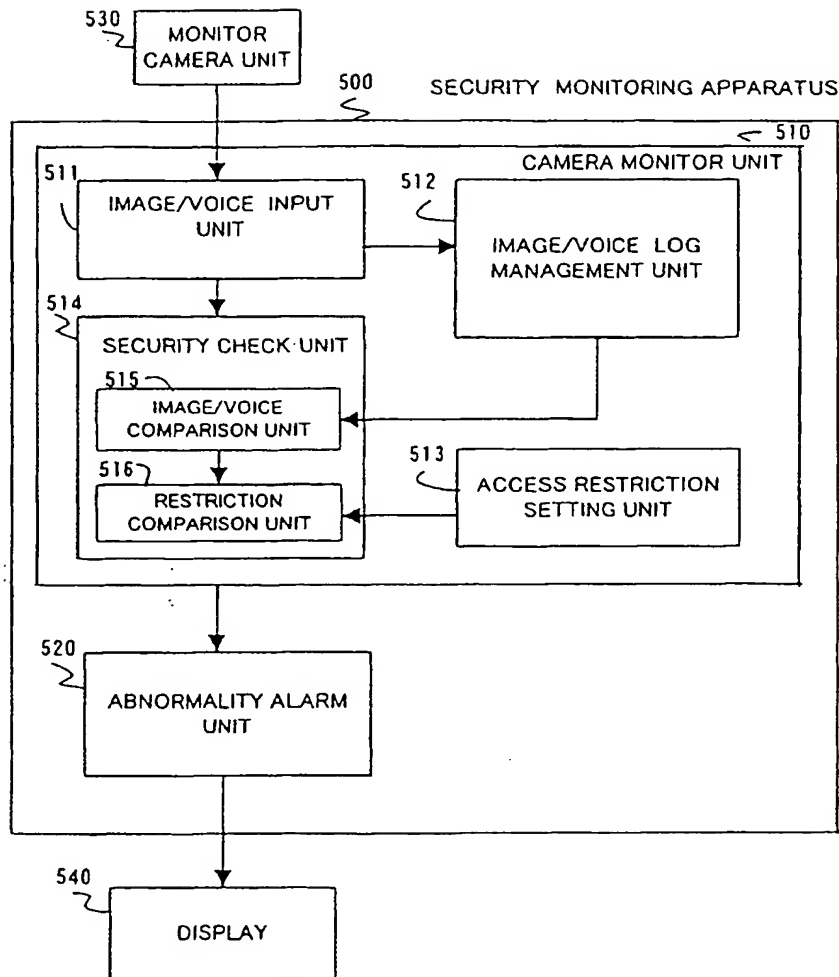 530
MONITOR
CAMERA UNIT
500
SECURITY MONITORING APPARATUS
510
CAMERA MONITOR UNIT
511
IMAGE/VOICE INPUT
UNIT
512
IMAGE/VOICE LOG
MANAGEMENT UNIT
514
SECURITY CHECK UNIT
515
IMAGE/VOICE
COMPARISON UNIT
516
RESTRICTION
COMPARISON UNIT
513
ACCESS RESTRICTION
SETTING UNIT
520
ABNORMALITY ALARM
UNIT
540
DISPLAY